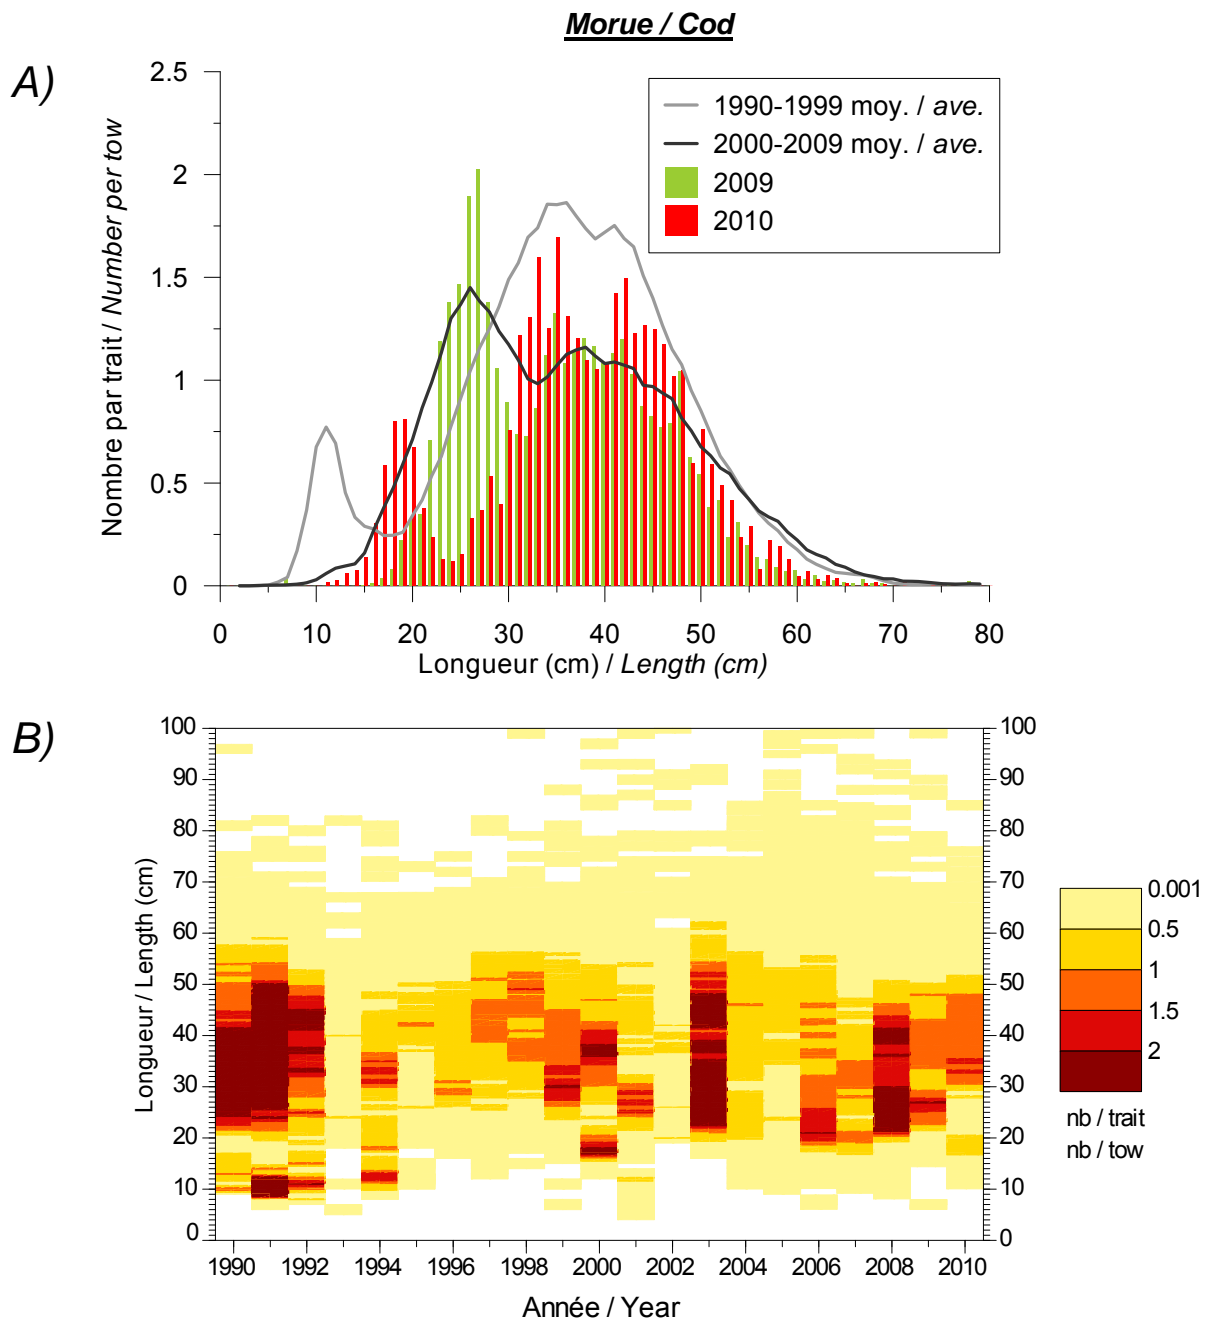 Morue / Cod
A)
2.5
2
1.5
1
0.5
0
Nombre par trait / Number per tow
1990-1999 moy. / ave.
2000-2009 moy. / ave.
2009
2010
0 10 20 30 40 50 60 70 80
Longueur (cm) / Length (cm)
B)
100
90
80
70
60
50
40
30
20
10
0
Longueur / Length (cm)
100
90
80
70
60
50
40
30
20
10
0
1990 1992 1994 1996 1998 2000 2002 2004 2006 2008 2010
Année / Year
0.001
0.5
1
1.5
2
nb / trait
nb / tow